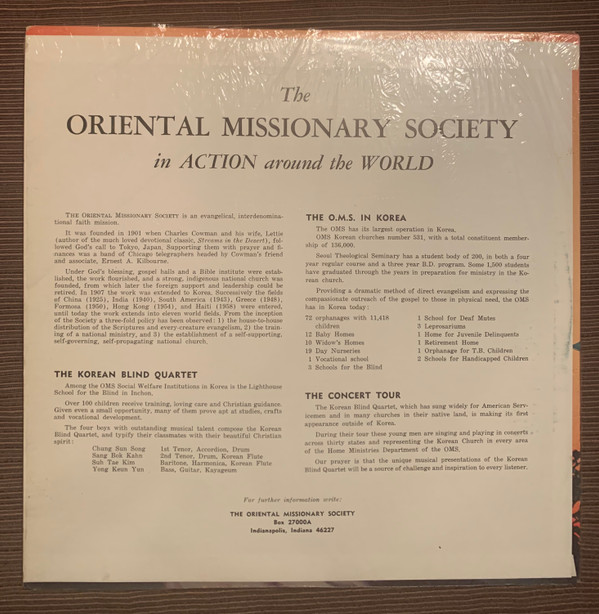 The
ORIENTAL MISSIONARY SOCIETY
in ACTION around the WORLD
THE ORIENTAL MISSIONARY SOCIETY is an evangelical, interdenomina-
tional faith mission.
It was founded in 1901 when Charles Cowman and his wife, Lettie
(author of the much loved devotional classic, Streams in the Desert), fol-
lowed God's call to Tokyo, Japan. Supporting them with prayer and fi-
nances was a band of Chicago telegraphers headed by Cowman's friend
and associate, Ernest A. Kilbourne.
Under God's blessing, gospel halls and a Bible institute were estab-
lished, the work flourished, and a strong, indigenous national church was
founded, from which later the foreign support and leadership could be
retired. In 1907 the work was extended to Korea. Successively the fields
of China (1925), India (1940), South America (1943), Greece (1948),
Formosa (1950), Hong Kong (1954), and Haiti (1958) were entered,
until today the work extends into eleven world fields. From the inception
of the Society a three-fold policy has been observed: 1) the house-to-house
distribution of the Scriptures and every-creature evangelism, 2) the train-
ing of a national ministry, and 3) the establishment of a self-supporting,
self-governing, self-propagating national church.
THE KOREAN BLIND QUARTET
Among the OMS Social Welfare Institutions in Korea is the Lighthouse
School for the Blind in Inchon.
Over 100 children receive training, loving care and Christian guidance.
Given even a small opportunity, many of them prove apt at studies, crafts
and vocational development.
The four boys with outstanding musical talent compose the Korean
Blind Quartet, and typify their classmates with their beautiful Christian
spirit:
Chung Sun Song 1st Tenor, Accordion, Drum
Sang Bok Kahn 2nd Tenor, Drum, Korean Flute
Suh Tae Kim Baritone, Harmonica, Korean Flute
Yong Keun Yun Bass, Guitar, Kayageum
THE O.M.S. IN KOREA
The OMS has its largest operation in Korea.
OMS Korean churches number 531, with a total constituent member-
ship of 136,000.
Seoul Theological Seminary has a student body of 200, in both a four
year regular course and a three year B.D. program. Some 1,500 students
have graduated through the years in preparation for ministry in the Ko-
rean church.
Providing a dramatic method of direct evangelism and expressing the
compassionate outreach of the gospel to those in physical need, the OMS
has in Korea today:
72 orphanages with 11,418
children
12 Baby Homes
10 Widow's Homes
19 Day Nurseries
1 Vocational school
3 Schools for the Blind
1 School for Deaf Mutes
3 Leprosariums
1 Home for Juvenile Delinquents
1 Retirement Home
1 Orphanage for T.B. Children
2 Schools for Handicapped Children
THE CONCERT TOUR
The Korean Blind Quartet, which has sung widely for American Serv-
icemen and in many churches in their native land, is making its first
appearance outside of Korea.
During their tour these young men are singing and playing in concerts
across thirty states and representing the Korean Church in every area
of the Home Ministries Department of the OMS.
Our prayer is that the unique musical presentations of the Korean
Blind Quartet will be a source of challenge and inspiration to every listener.
For further information write:
THE ORIENTAL MISSIONARY SOCIETY
Box 27000A
Indianapolis, Indiana 46227